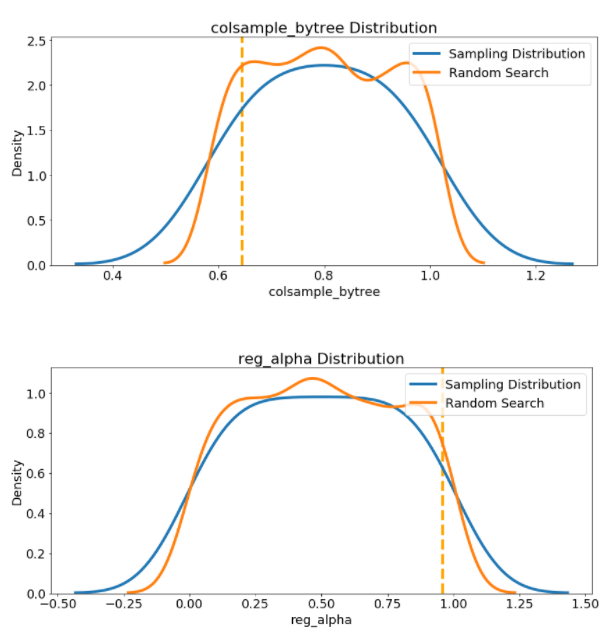 colsample_bytree Distribution
2.5
2.0
1.5
1.0
0.5
0.0
Density
Sampling Distribution
Random Search
0.4 0.6 0.8 1.0 1.2
colsample_bytree
reg_alpha Distribution
1.0
0.8
0.6
0.4
0.2
0.0
Density
Sampling Distribution
Random Search
−0.50 −0.25 0.00 0.25 0.50 0.75 1.00 1.25 1.50
reg_alpha